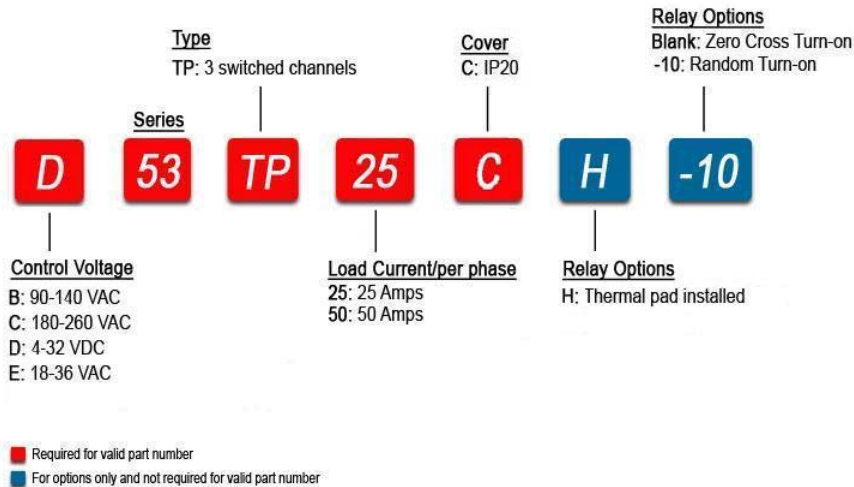 Relay Options
Blank: Zero Cross Turn-on
-10: Random Turn-on
Type
TP: 3 switched channels
Cover
C: IP20
Series
D 53 TP 25 C H -10
Control Voltage
B: 90-140 VAC
C: 180-260 VAC
D: 4-32 VDC
E: 18-36 VAC
Load Current/per phase
25: 25 Amps
50: 50 Amps
Relay Options
H: Thermal pad installed
Required for valid part number
For options only and not required for valid part number